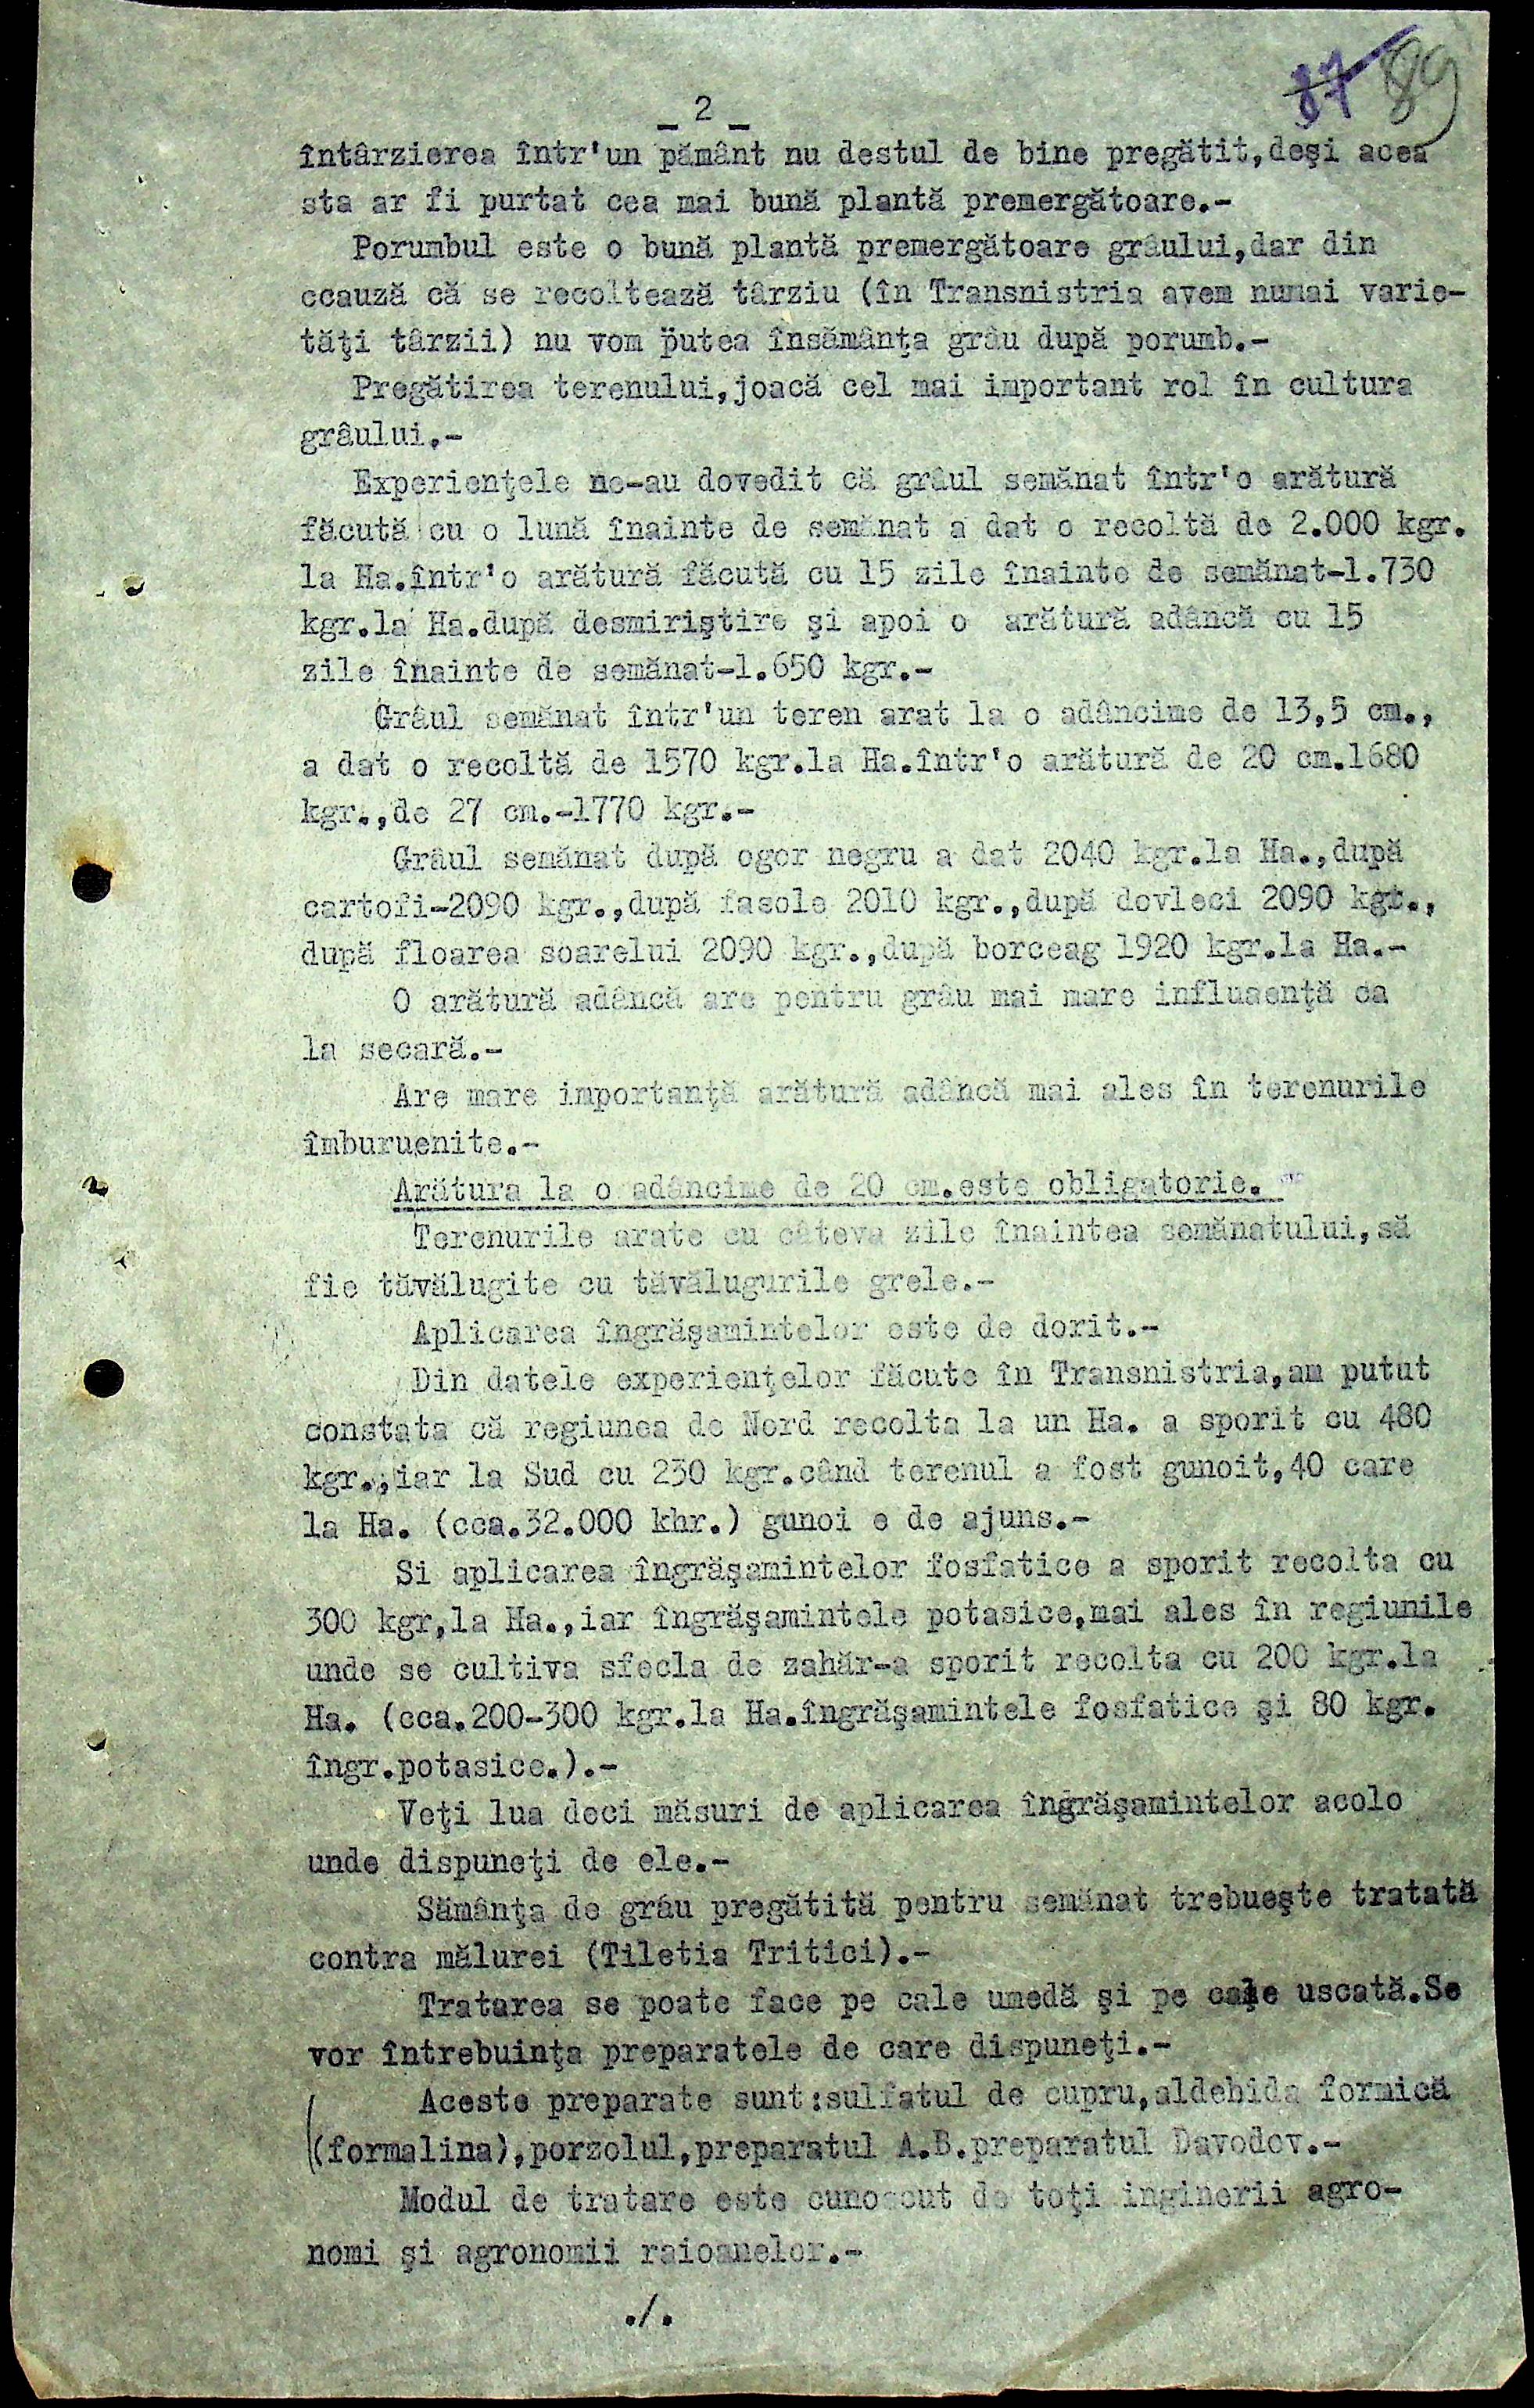 87 89
_ 2 _
întârzierea într'un pământ nu destul de bine pregătit,deşi acea
sta ar fi purtat cea mai bună plantă premergătoare.-
Porumbul este o bună plantă premergătoare grâului,dar din
ccauză că se recoltează târziu (în Transnistria avem numai varie-
tăţi târzii) nu vom putea însămânţa grâu după porumb.-
Pregătirea terenului,joacă cel mai important rol în cultura
grâului.-
Experienţele ne-au dovedit că grâul semănat într'o arătură
făcută cu o lună înainte de semănat a dat o recoltă de 2.000 kgr.
la Ha.într'o arătură făcută cu 15 zile înainte de semănat-1.730
kgr.la Ha.după desmiriştire şi apoi o arătură adâncă cu 15
zile înainte de semănat-1.650 kgr.-
Grâul semănat într'un teren arat la o adâncime de 13,5 cm.,
a dat o recoltă de 1570 kgr.la Ha.într'o arătură de 20 cm.1680
kgr.,de 27 cm.-1770 kgr.-
Grâul semănat după ogor negru a dat 2040 kgr.la Ha.,după
cartofi-2090 kgr.,după fasole 2010 kgr.,după dovleci 2090 kgr.,
după floarea soarelui 2090 kgr.,după borceag 1920 kgr.la Ha.-
O arătură adâncă are pentru grâu mai mare influaenţă ca
la secară.-
Are mare importanţă arătură adâncă mai ales în terenurile
îmburuenite.-
Arătura la o adâncime de 20 cm.este obligatorie.-
Terenurile arate cu câteva zile înaintea semănatului,să
fie tăvălugite cu tăvălugurile grele.-
Aplicarea îngrăşamintelor este de dorit.-
Din datele experienţelor făcute în Transnistria,am putut
constata că regiunea de Nord recolta la un Ha. a sporit cu 480
kgr.,iar la Sud cu 230 kgr.când terenul a fost gunoit,40 care
la Ha. (cca.32.000 khr.) gunoi e de ajuns.-
Si aplicarea îngrăşamintelor fosfatice a sporit recolta cu
300 kgr,la Ha.,iar îngrăşamintele potasice,mai ales în regiunile
unde se cultiva sfecla de zahăr-a sporit recolta cu 200 kgr.la
Ha. (cca.200-300 kgr.la Ha.îngrăşamintele fosfatice şi 80 kgr.
îngr.potasice.).-
Veţi lua deci măsuri de aplicarea îngrăşamintelor acolo
unde dispuneţi de ele.-
Sămânţa de grâu pregătită pentru semănat trebueşte tratată
contra mălurei (Tiletia Tritici).-
Tratarea se poate face pe cale umedă şi pe cale uscată.Se
vor întrebuinţa preparatele de care dispuneţi.-
Aceste preparate sunt:sulfatul de cupru,aldehida formică
(formalina),porzolul,preparatul A.B.preparatul Davodov.-
Modul de tratare este cunoscut de toţi inginerii agro-
nomi şi agronomii raioanelor.-
./.